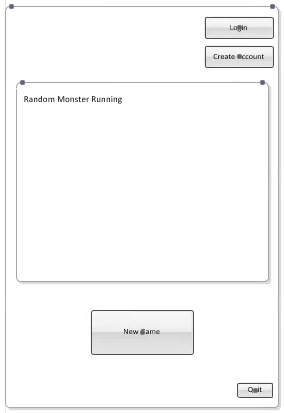 Login
Create Account
Random Monster Running
New Game
Quit